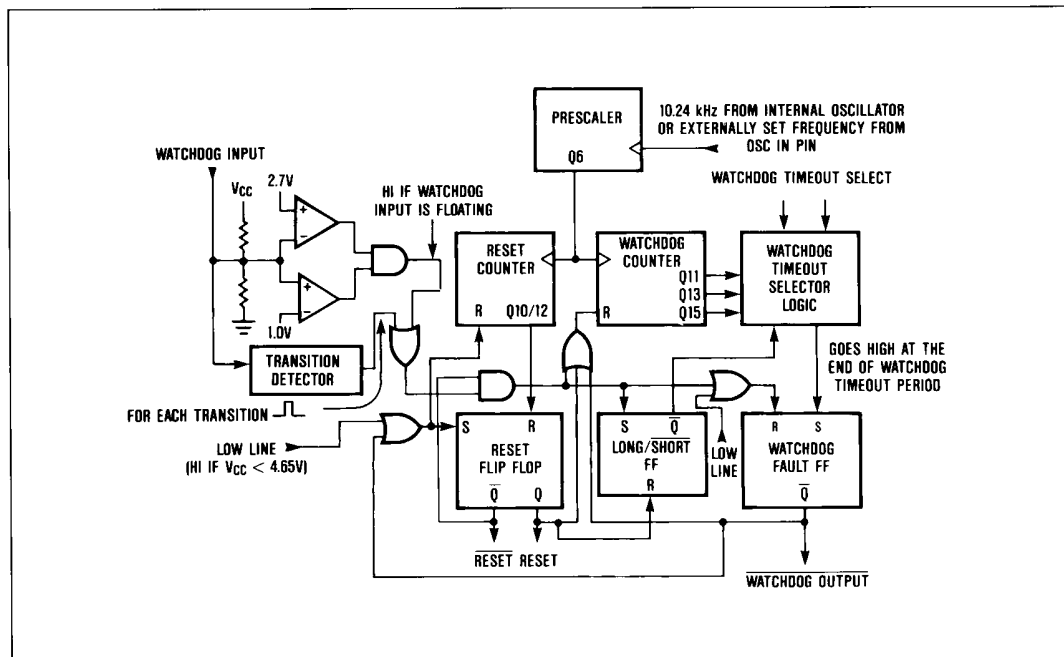 PRESCALER
Q6
10.24 kHz FROM INTERNAL OSCILLATOR
OR EXTERNALLY SET FREQUENCY FROM
OSC IN PIN
WATCHDOG INPUT
VCC
2.7V
1.0V
HI IF WATCHDOG
INPUT IS FLOATING
WATCHDOG TIMEOUT SELECT
RESET
COUNTER
R Q10/12
WATCHDOG
COUNTER
Q11
Q13
Q15
R
WATCHDOG
TIMEOUT
SELECTOR
LOGIC
TRANSITION
DETECTOR
FOR EACH TRANSITION
LOW LINE
(HI IF VCC < 4.65V)
GOES HIGH AT THE
END OF WATCHDOG
TIMEOUT PERIOD
S R
RESET
FLIP FLOP
Q̅ Q
R̅E̅S̅E̅T̅ RESET
S Q̅
LONG/S̅H̅O̅R̅T̅
FF
R
LOW
LINE
R S
WATCHDOG
FAULT FF
Q̅
W̅A̅T̅C̅H̅D̅O̅G̅ O̅U̅T̅P̅U̅T̅
+
−
+
−